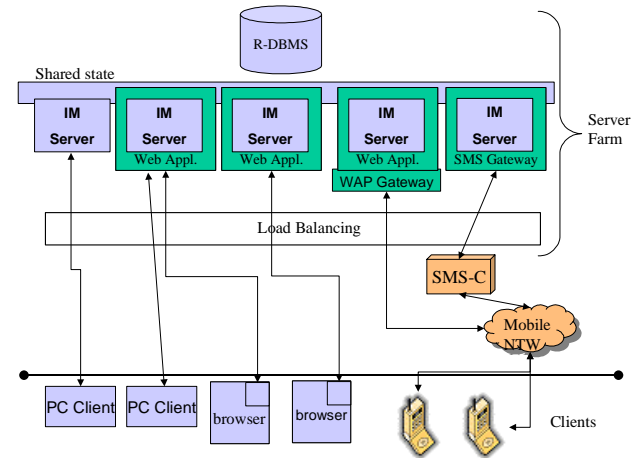 R-DBMS
Shared state
IM
Server
IM
Server
Web Appl.
IM
Server
Web Appl.
IM
Server
Web Appl.
WAP Gateway
IM
Server
SMS Gateway
Server
Farm
Load Balancing
SMS-C
Mobile
NTW
PC Client
PC Client
browser
browser
Clients